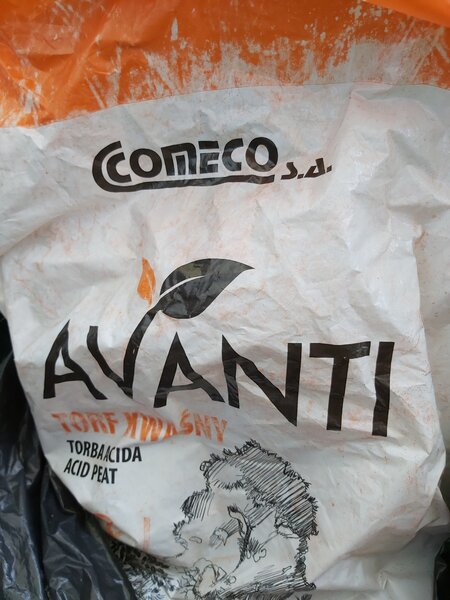 COMECO s.a.
AVANTI
TORF KWAŚNY
TORBA ACIDA
ACID PEAT